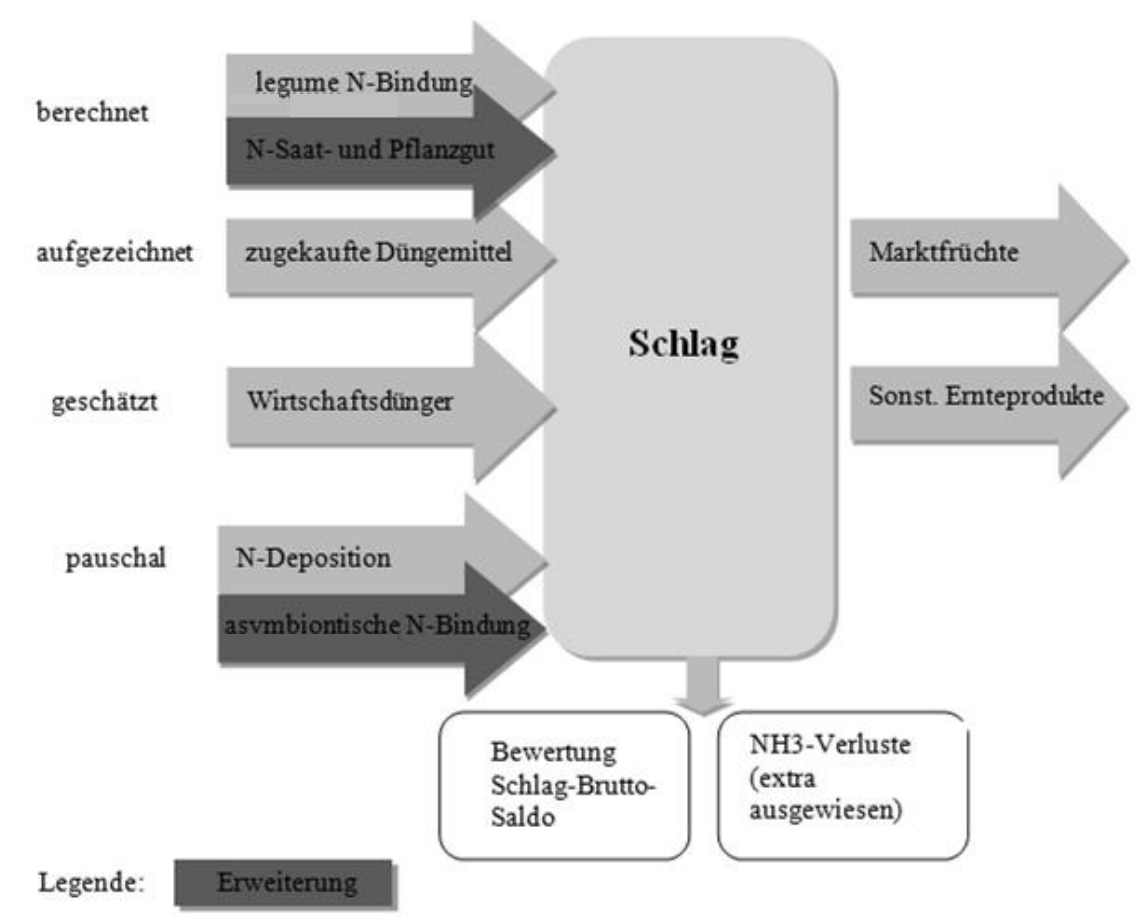 berechnet
legume N-Bindung
N-Saat- und Pflanzgut
aufgezeichnet
zugekaufte Düngemittel
geschätzt
Wirtschaftsdünger
pauschal
N-Deposition
asvmbiontische N-Bindung
Schlag
Marktfrüchte
Sonst. Ernteprodukte
Bewertung
Schlag-Brutto-
Saldo
NH3-Verluste
(extra
ausgewiesen)
Legende:
Erweiterung